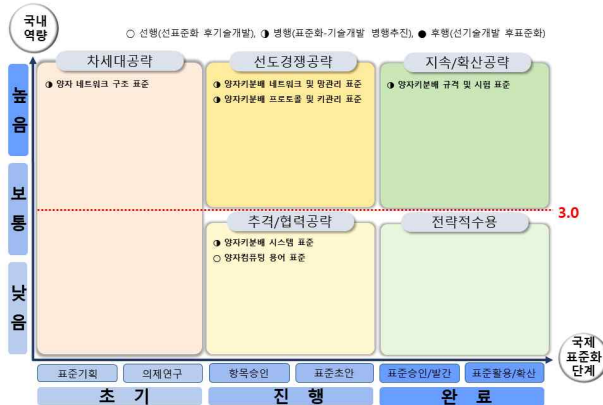 국내
역량
○ 선행(선표준화 후기술개발), ◑ 병행(표준화-기술개발 병행추진), ● 후행(선기술개발 후표준화)
차세대공략
선도경쟁공략
지속/확산공략
◑ 양자 네트워크 구조 표준
◑ 양자키분배 네트워크 및 망관리 표준
◑ 양자키분배 프로토콜 및 키관리 표준
◑ 양자키분배 규격 및 시험 표준
높음
보통
낮음
3.0
추격/협력공략
전략적수용
◑ 양자키분배 시스템 표준
○ 양자컴퓨팅 용어 표준
국제
표준화
단계
표준기획
의제연구
항목승인
표준초안
표준승인/발간
표준활용/확산
초 기
진 행
완 료